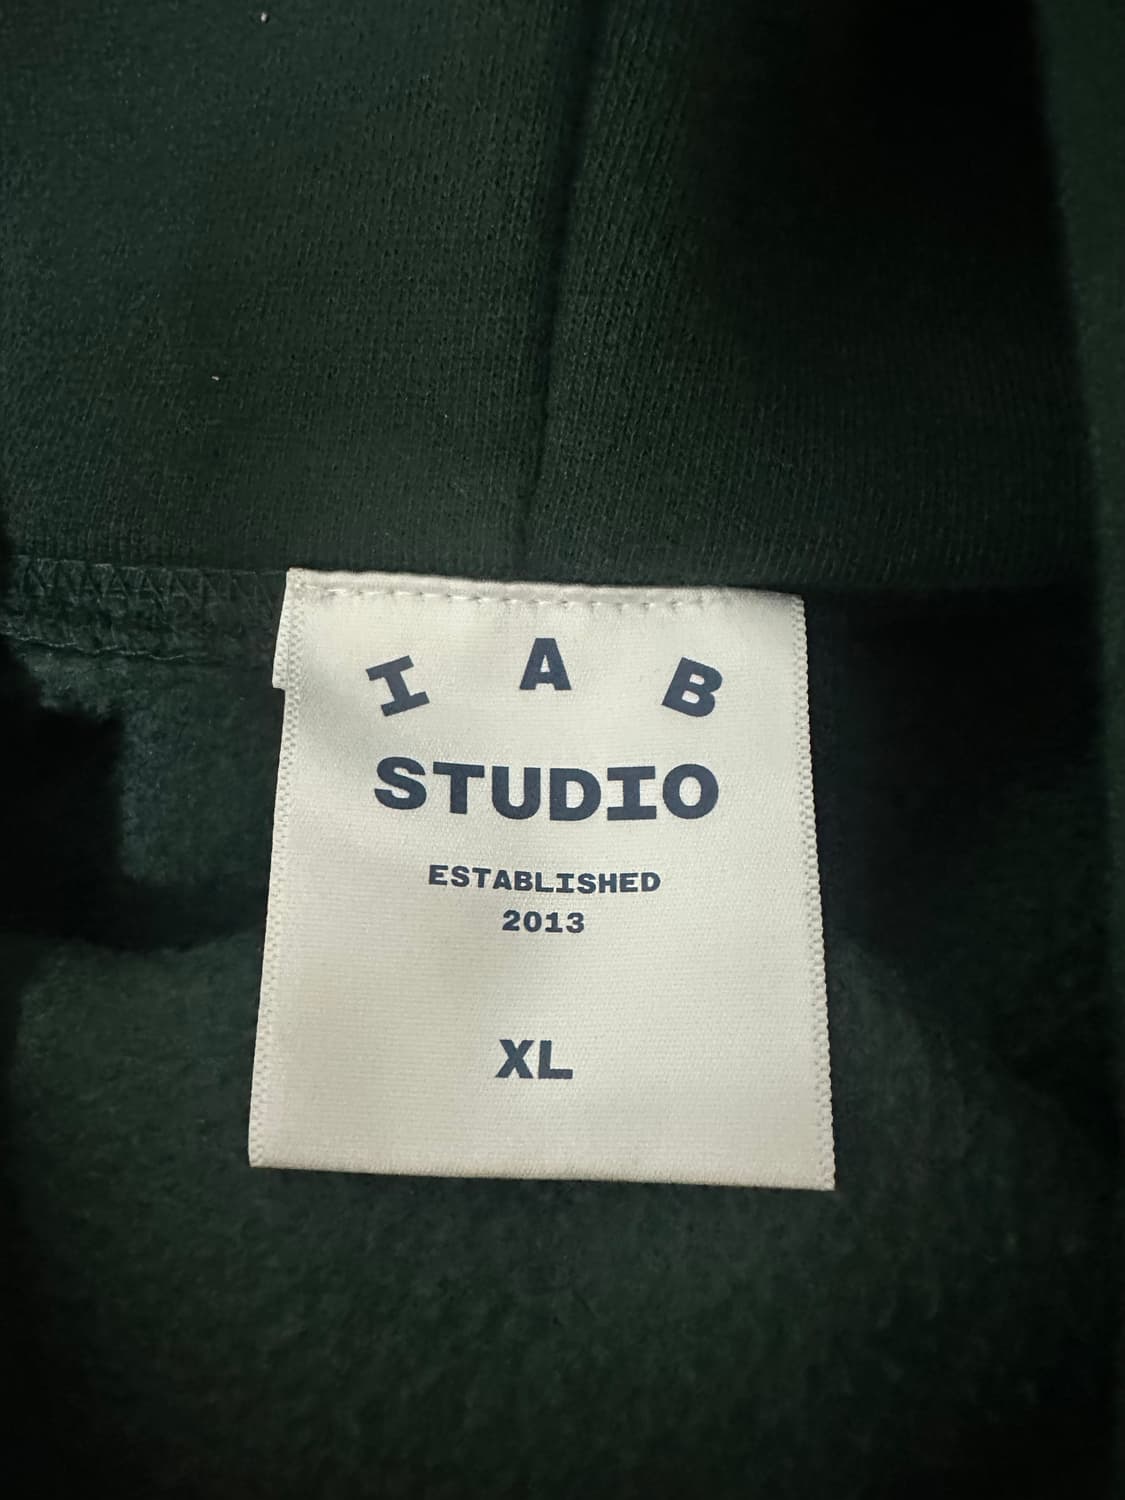 I A B
STUDIO
ESTABLISHED
2013
XL